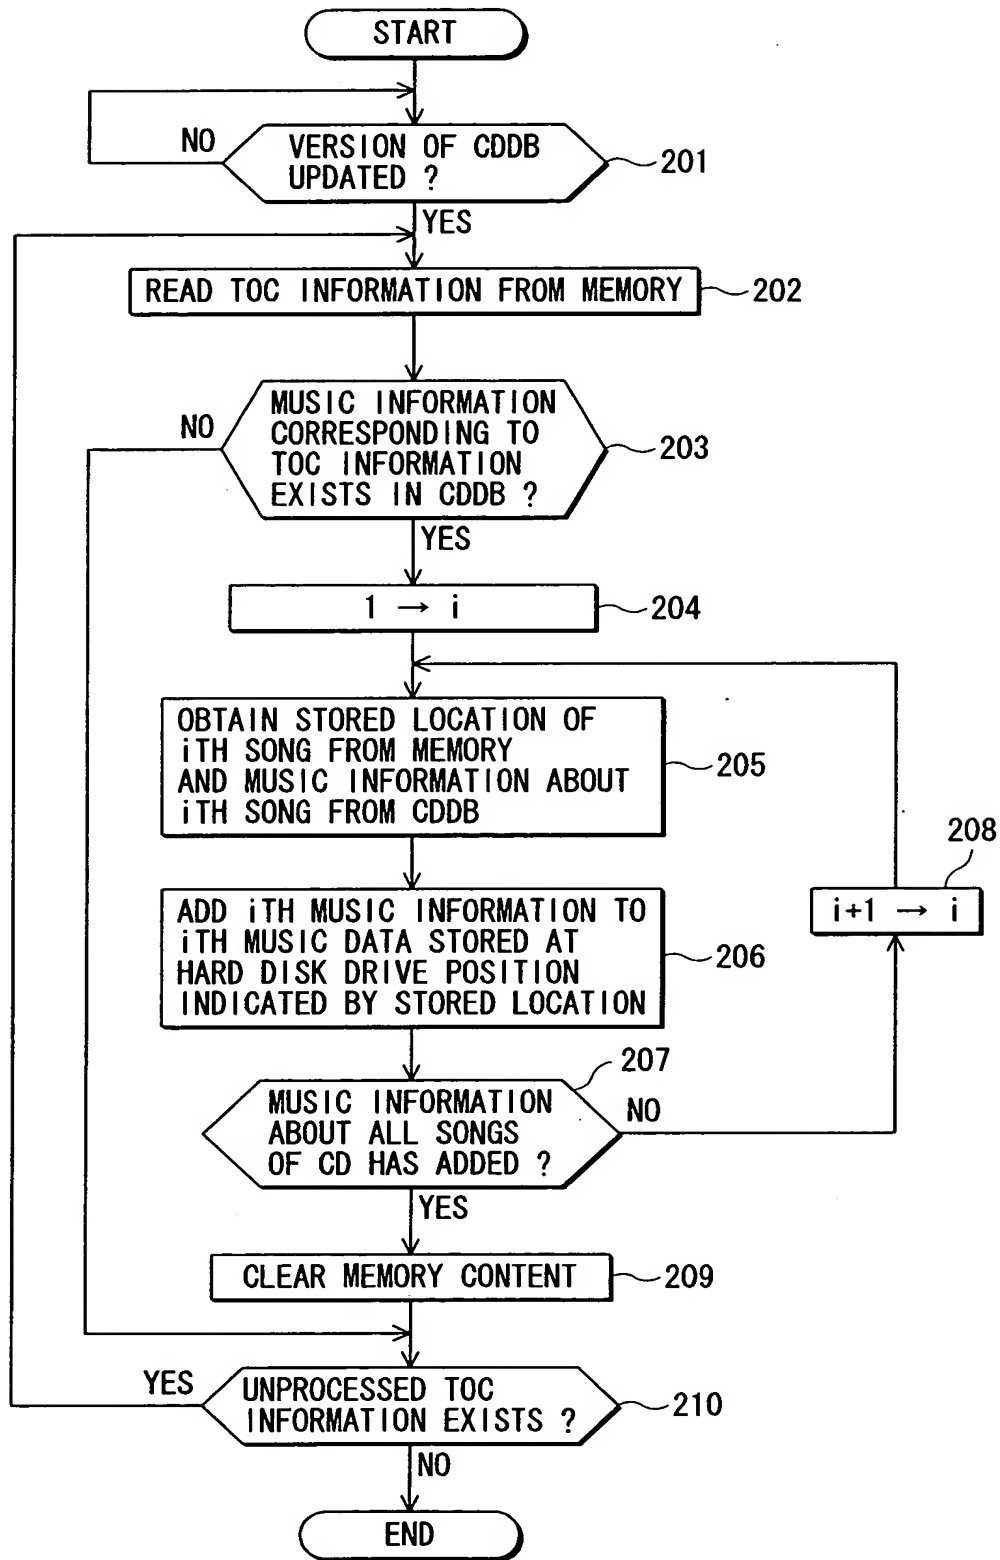 START
NO
VERSION OF CDDB
UPDATED ?
201
YES
READ TOC INFORMATION FROM MEMORY
202
NO
MUSIC INFORMATION
CORRESPONDING TO
TOC INFORMATION
EXISTS IN CDDB ?
203
YES
1 → i
204
OBTAIN STORED LOCATION OF
iTH SONG FROM MEMORY
AND MUSIC INFORMATION ABOUT
iTH SONG FROM CDDB
205
208
i+1 → i
ADD iTH MUSIC INFORMATION TO
iTH MUSIC DATA STORED AT
HARD DISK DRIVE POSITION
INDICATED BY STORED LOCATION
206
207
MUSIC INFORMATION
ABOUT ALL SONGS
OF CD HAS ADDED ?
NO
YES
CLEAR MEMORY CONTENT
209
YES
UNPROCESSED TOC
INFORMATION EXISTS ?
210
NO
END